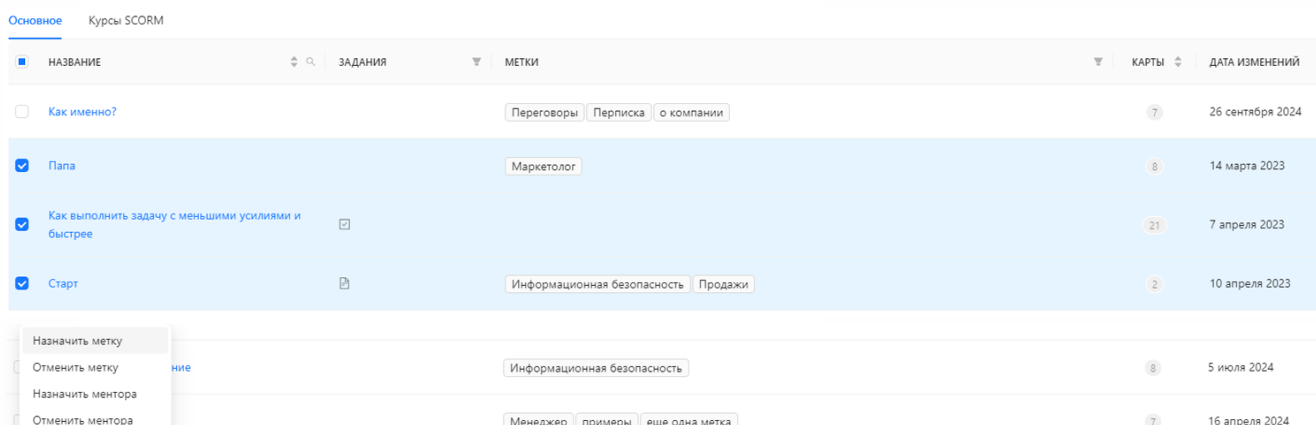 Основное Курсы SCORM
НАЗВАНИЕ ЗАДАНИЯ МЕТКИ КАРТЫ ДАТА ИЗМЕНЕНИЙ
Как именно? Переговоры Перписка о компании 7 26 сентября 2024
Папа Маркетолог 8 14 марта 2023
Как выполнить задачу с меньшими усилиями и
быстрее 21 7 апреля 2023
Старт Информационная безопасность Продажи 2 10 апреля 2023
Назначить метку
Отменить метку ние Информационная безопасность 8 5 июля 2024
Назначить ментора
Отменить ментора Менеджер примеры еще одна метка 7 16 апреля 2024